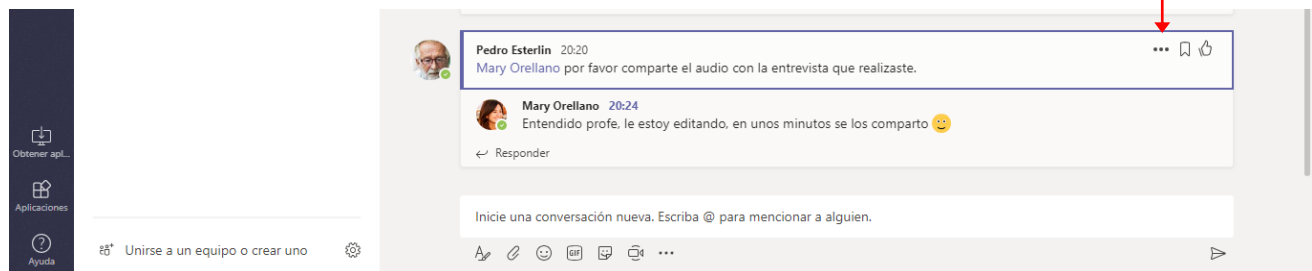 Obtener apl...
Aplicaciones
Ayuda
Unirse a un equipo o crear uno
Pedro Esterlin 20:20
Mary Orellano por favor comparte el audio con la entrevista que realizaste.
Mary Orellano 20:24
Entendido profe, le estoy editando, en unos minutos se los comparto
Responder
Inicie una conversación nueva. Escriba @ para mencionar a alguien.
GIF